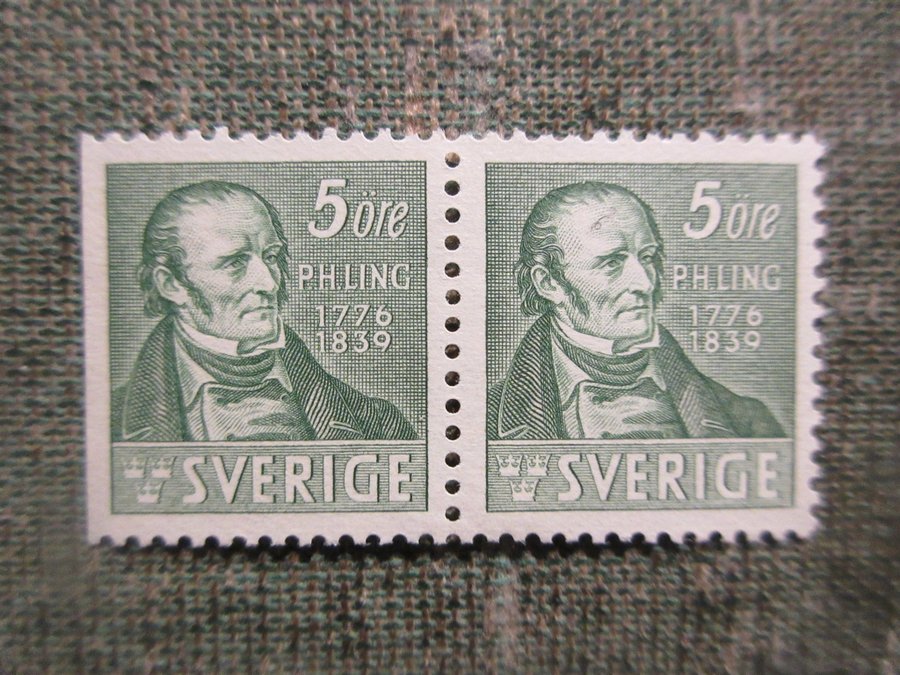 5 öre
P.H.LING
1776
1839
SVERIGE
5 öre
P.H.LING
1776
1839
SVERIGE